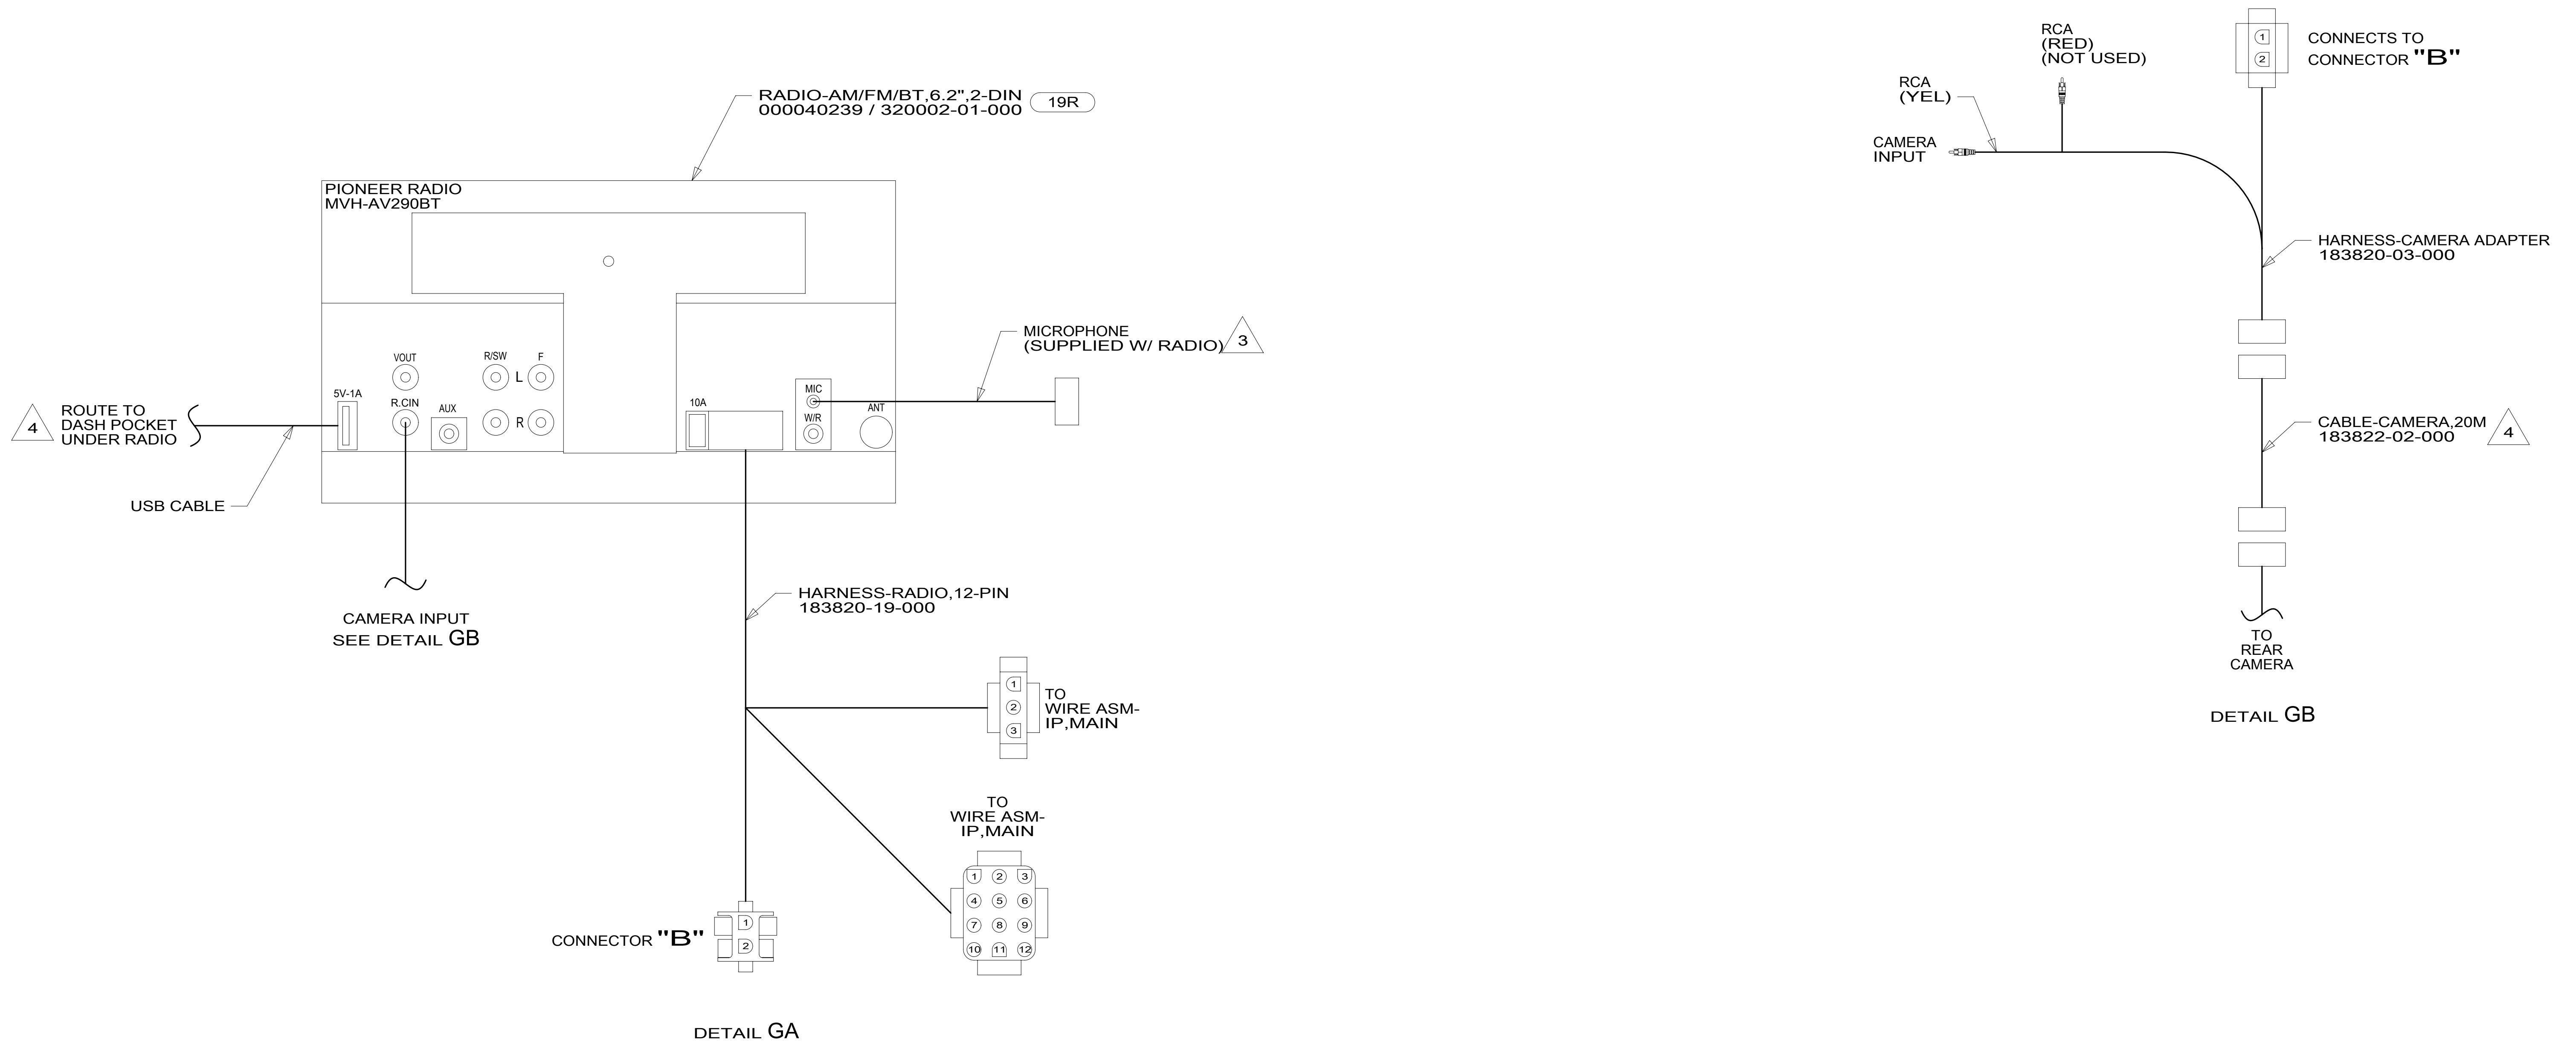 RADIO-AM/FM/BT,6.2",2-DIN
000040239 / 320002-01-000
19R
PIONEER RADIO
MVH-AV290BT
MICROPHONE
(SUPPLIED W/ RADIO)
3
VOUT
R/SW
F
L
5V-1A
R.CIN
AUX
R
10A
MIC
W/R
ANT
4
ROUTE TO
DASH POCKET
UNDER RADIO
USB CABLE
CAMERA INPUT
SEE DETAIL GB
HARNESS-RADIO,12-PIN
183820-19-000
1
2
3
TO
WIRE ASM-
IP,MAIN
TO
WIRE ASM-
IP,MAIN
1 2 3
4 5 6
7 8 9
10 11 12
CONNECTOR "B"
1
2
DETAIL GA
RCA
(RED)
(NOT USED)
RCA
(YEL)
CAMERA
INPUT
1
2
CONNECTS TO
CONNECTOR "B"
HARNESS-CAMERA ADAPTER
183820-03-000
CABLE-CAMERA,20M
183822-02-000
4
TO
REAR
CAMERA
DETAIL GB